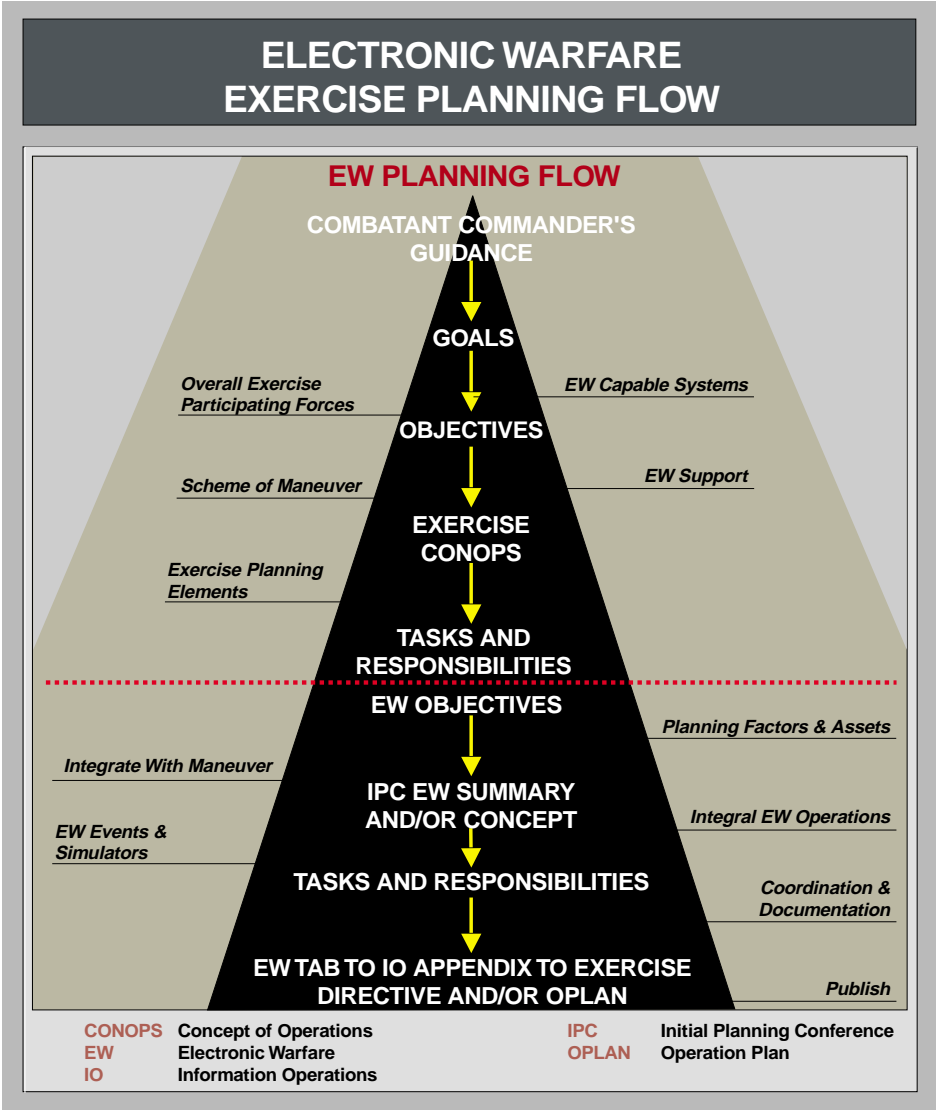 ELECTRONIC WARFARE
EXERCISE PLANNING FLOW
EW PLANNING FLOW
COMBATANT COMMANDER'S
GUIDANCE
GOALS
Overall Exercise
Participating Forces
EW Capable Systems
OBJECTIVES
Scheme of Maneuver
EW Support
EXERCISE
CONOPS
Exercise Planning
Elements
TASKS AND
RESPONSIBILITIES
EW OBJECTIVES
Planning Factors & Assets
Integrate With Maneuver
IPC EW SUMMARY
AND/OR CONCEPT
Integral EW Operations
EW Events &
Simulators
TASKS AND RESPONSIBILITIES
Coordination &
Documentation
EW TAB TO IO APPENDIX TO EXERCISE
DIRECTIVE AND/OR OPLAN
Publish
CONOPS Concept of Operations
EW Electronic Warfare
IO Information Operations
IPC Initial Planning Conference
OPLAN Operation Plan